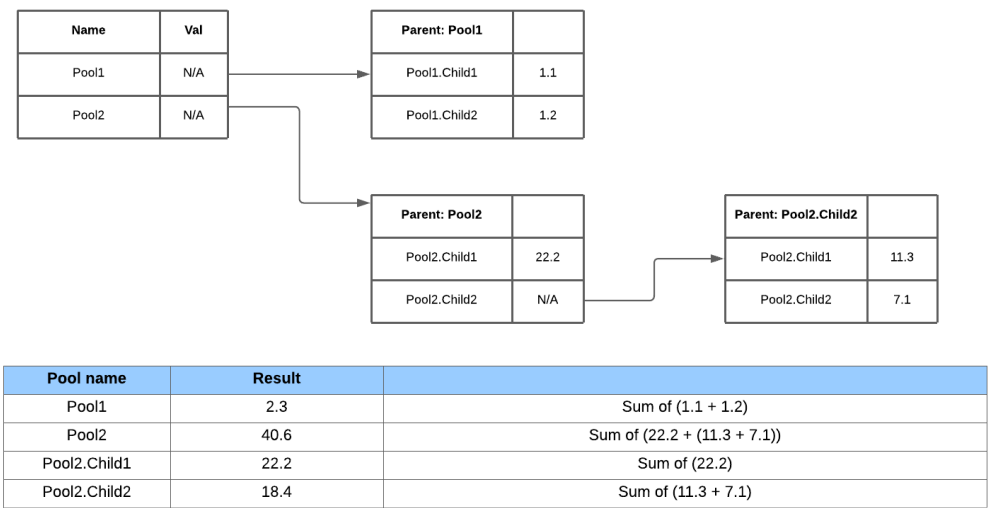 Name Val
Pool1 N/A
Pool2 N/A
Parent: Pool1
Pool1.Child1 1.1
Pool1.Child2 1.2
Parent: Pool2
Pool2.Child1 22.2
Pool2.Child2 N/A
Parent: Pool2.Child2
Pool2.Child1 11.3
Pool2.Child2 7.1
Pool name Result
Pool1 2.3 Sum of (1.1 + 1.2)
Pool2 40.6 Sum of (22.2 + (11.3 + 7.1))
Pool2.Child1 22.2 Sum of (22.2)
Pool2.Child2 18.4 Sum of (11.3 + 7.1)